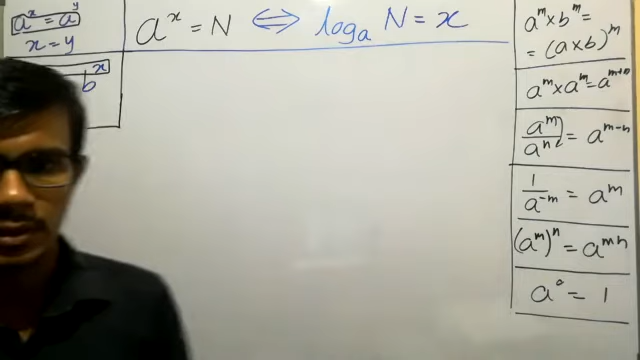 a^x = a^y
x = y
b^x
a^x = N ⟺ log_a N = x
a^m × b^m =
= (a × b)^m
a^m × a^m = a^{m+n}
a^m / a^n = a^{m-n}
1 / a^{-m} = a^m
(a^m)^n = a^{mn}
a^0 = 1